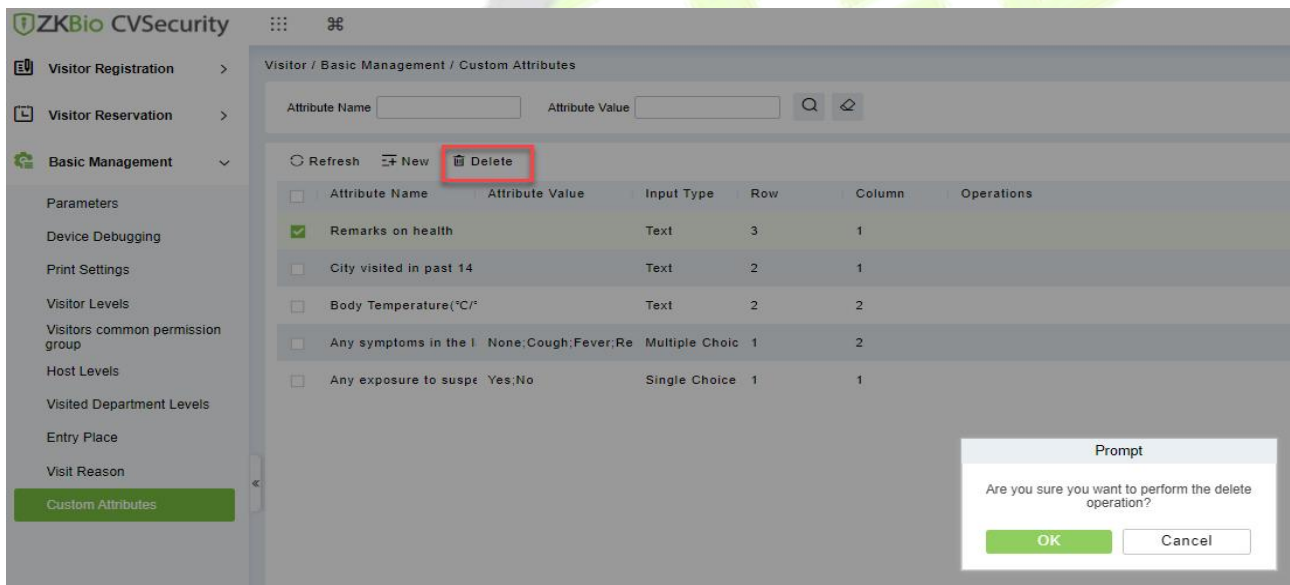 ZKBio CVSecurity
Visitor Registration
Visitor Reservation
Basic Management
Parameters
Device Debugging
Print Settings
Visitor Levels
Visitors common permission
group
Host Levels
Visited Department Levels
Entry Place
Visit Reason
Custom Attributes
Visitor / Basic Management / Custom Attributes
Attribute Name Attribute Value
Refresh New Delete
Attribute Name Attribute Value Input Type Row Column Operations
Remarks on health Text 3 1
City visited in past 14 Text 2 1
Body Temperature(°C/° Text 2 2
Any symptoms in the l None;Cough;Fever;Re Multiple Choic 1 2
Any exposure to suspe Yes;No Single Choice 1 1
Prompt
Are you sure you want to perform the delete
operation?
OK Cancel